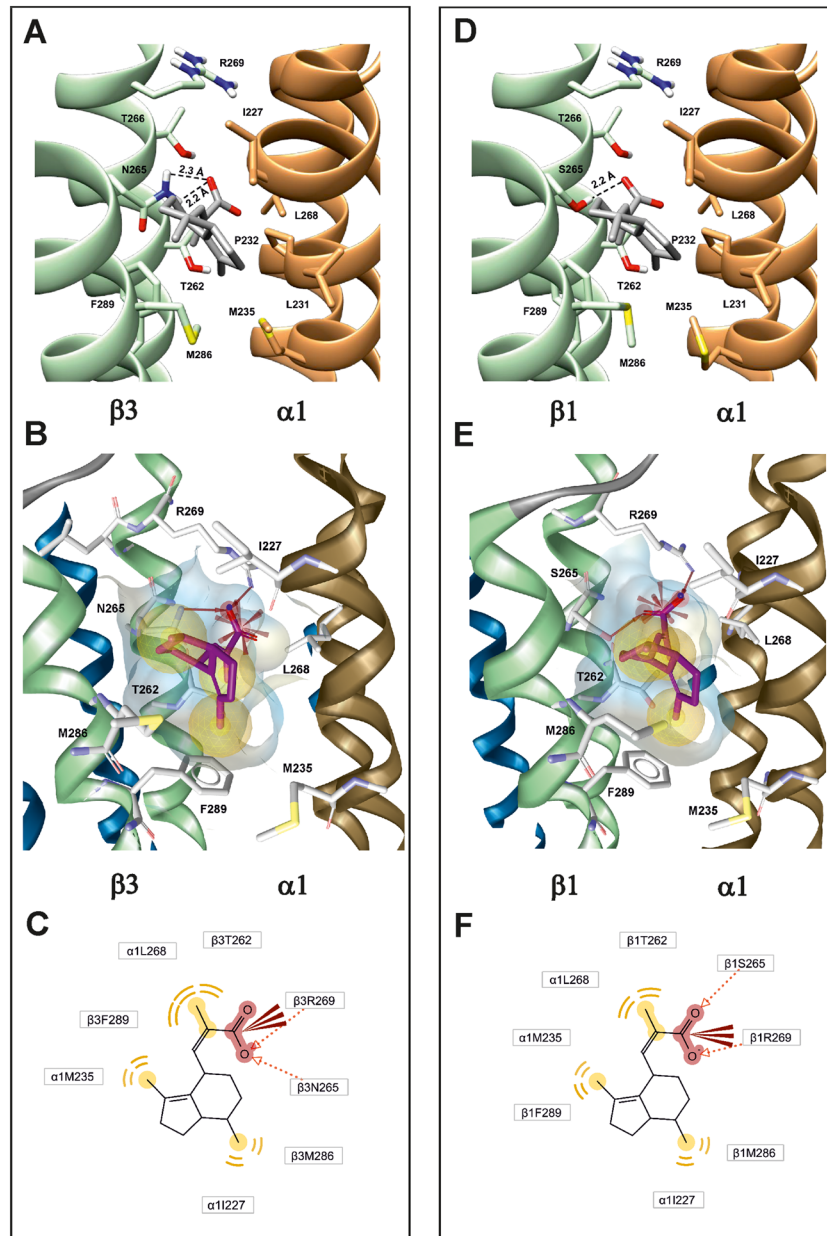 A
R269
I227
T266
N265
2.3 Å
2.2 Å
L268
P232
T262
F289
M235
L231
M286
β3 α1
B
R269
I227
N265
L268
T262
M286
M235
F289
β3 α1
C
β3T262
α1L268
β3R269
β3F289
O
O⁻
α1M235
β3N265
β3M286
α1I227
D
R269
I227
T266
S265
2.2 Å
L268
P232
T262
F289
M235
L231
M286
β1 α1
E
R269
I227
S265
L268
T262
M286
F289
M235
β1 α1
F
β1T262
β1S265
α1L268
O
α1M235
β1R269
O⁻
β1F289
β1M286
α1I227